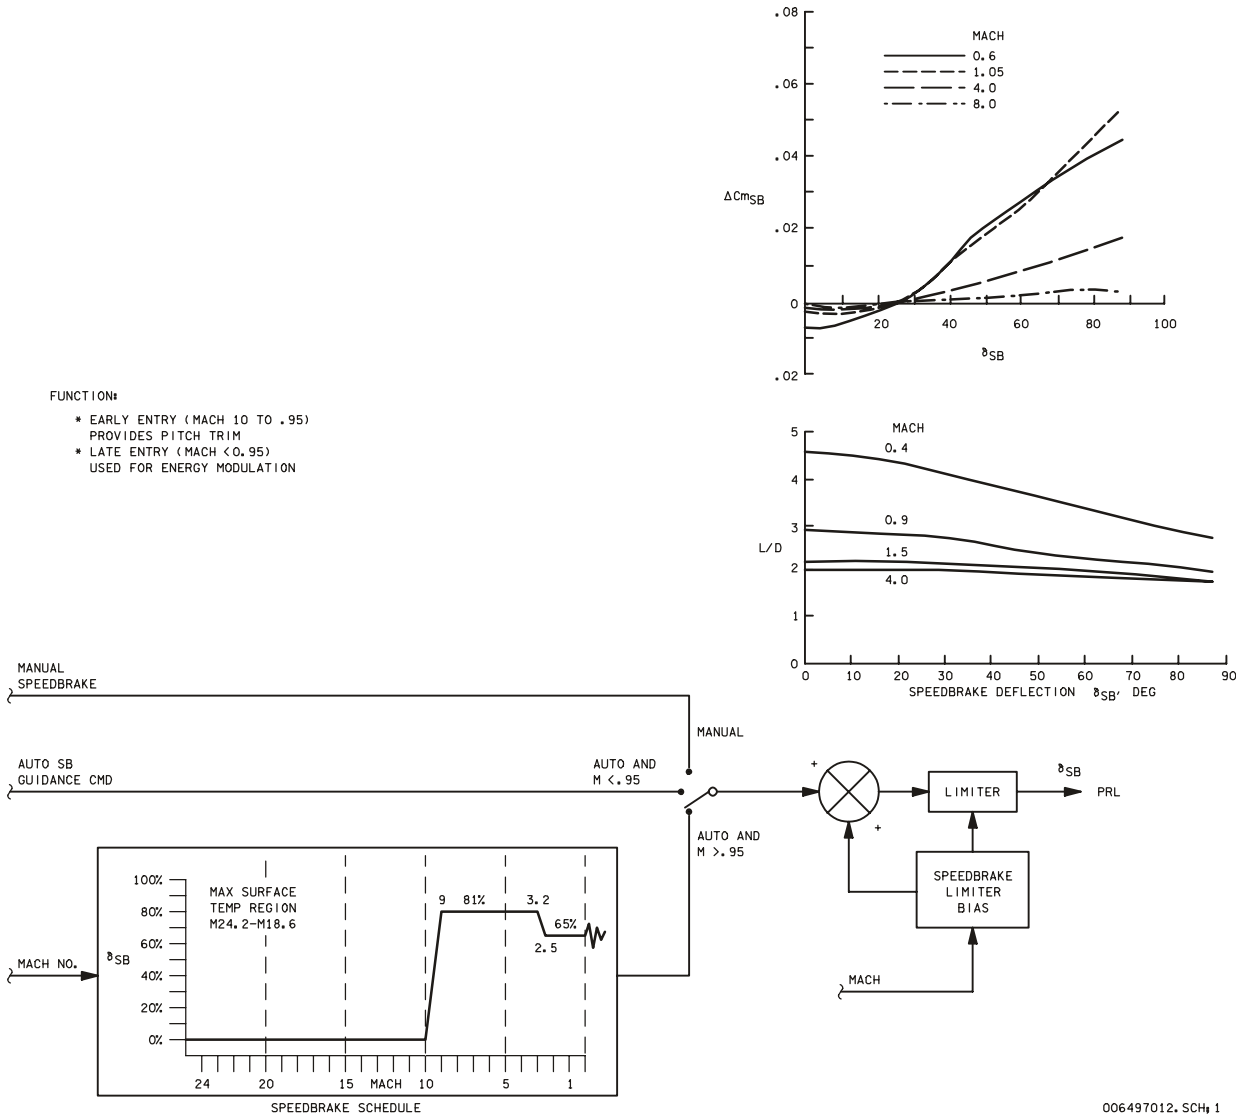 .08
.06
.04
.02
0
.02
ΔCmSB
MACH
0.6
1.05
4.0
8.0
20
40
60
80
100
δSB
FUNCTION:
* EARLY ENTRY (MACH 10 TO .95)
PROVIDES PITCH TRIM
* LATE ENTRY (MACH <0.95)
USED FOR ENERGY MODULATION
5
4
3
2
1
0
L/D
MACH
0.4
0.9
1.5
4.0
0 10 20 30 40 50 60 70 80 90
SPEEDBRAKE DEFLECTION δSB, DEG
MANUAL
SPEEDBRAKE
MANUAL
AUTO SB
GUIDANCE CMD
AUTO AND
M <.95
AUTO AND
M >.95
+
+
LIMITER
δSB
PRL
SPEEDBRAKE
LIMITER
BIAS
MACH
MACH NO.
100%
80%
60%
40%
20%
0%
δSB
MAX SURFACE
TEMP REGION
M24.2-M18.6
9 81% 3.2
65%
2.5
24 20 15 MACH 10 5 1
SPEEDBRAKE SCHEDULE
006497012.SCH;1